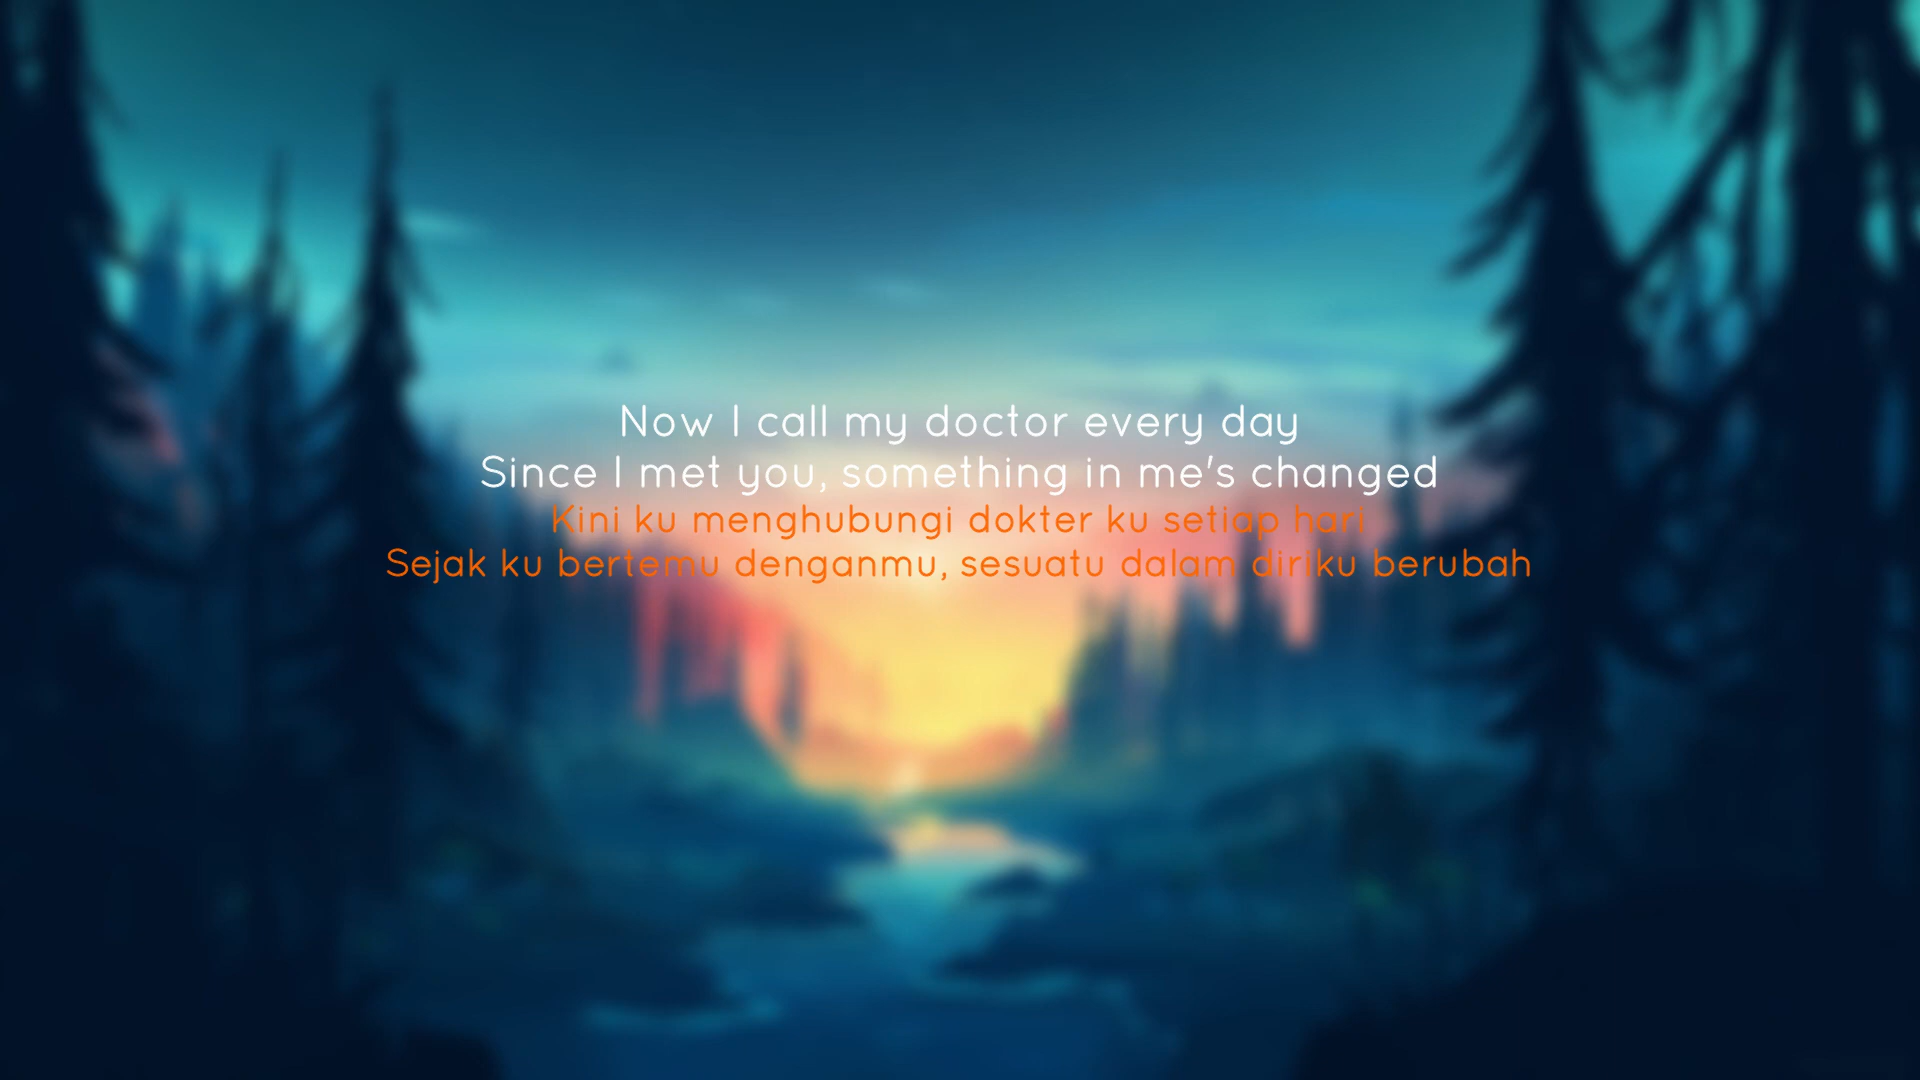 Now I call my doctor every day
Since I met you, something in me's changed
Kini ku menghubungi dokter ku setiap hari
Sejak ku bertemu denganmu, sesuatu dalam diriku berubah